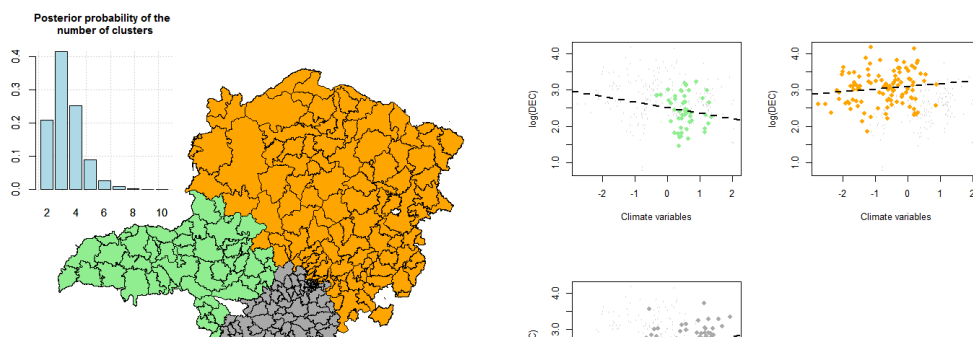 Posterior probability of the
number of clusters
0.4
0.3
0.2
0.1
0.0
2 4 6 8 10
4.0
3.0
2.0
1.0
log(DEC)
-2 -1 0 1 2
Climate variables
4.0
3.0
2.0
1.0
log(DEC)
-2 -1 0 1 2
Climate variables
4.0
3.0